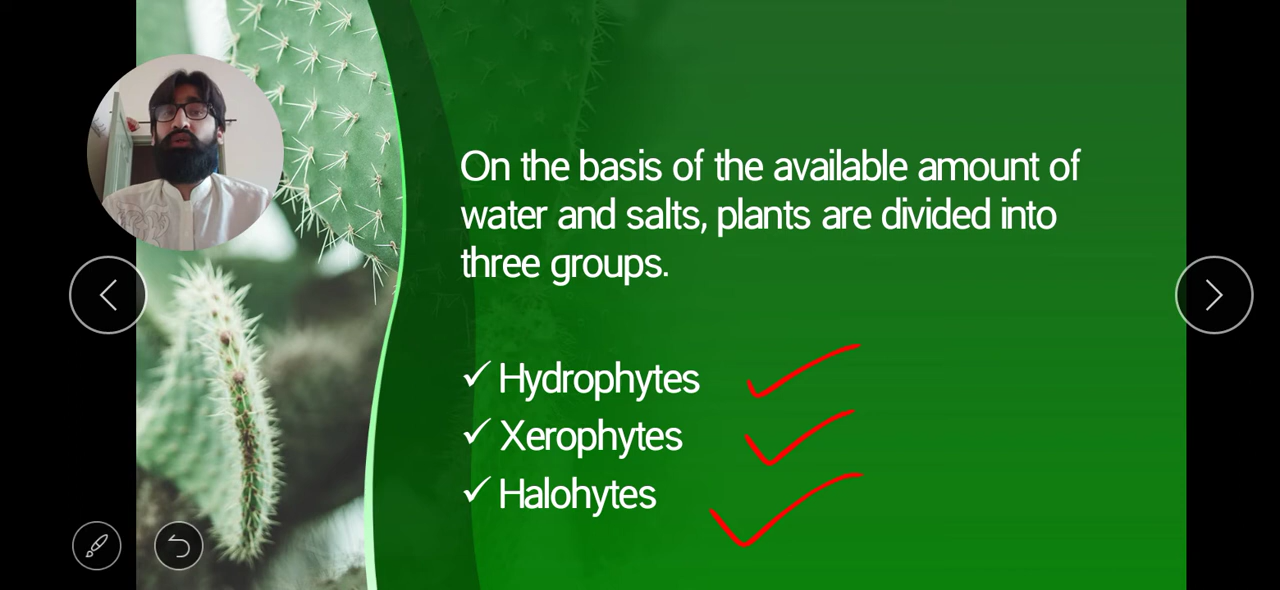 On the basis of the available amount of
water and salts, plants are divided into
three groups.
✓ Hydrophytes
✓ Xerophytes
✓ Halohytes